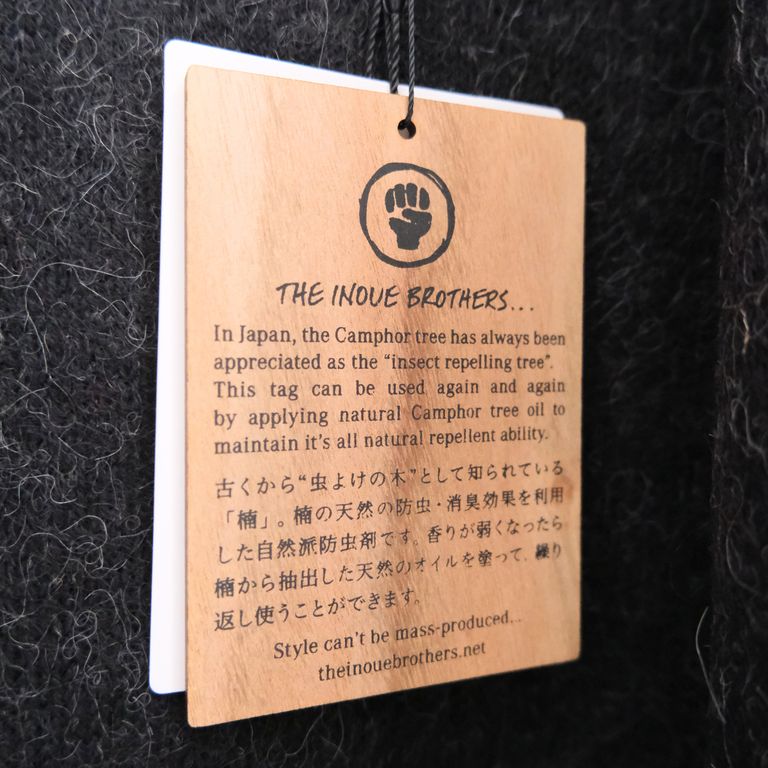 THE INOUE BROTHERS...
In Japan, the Camphor tree has always been
appreciated as the “insect repelling tree”.
This tag can be used again and again
by applying natural Camphor tree oil to
maintain it’s all natural repellent ability.
古くから“虫よけの木”として知られている
「楠」。楠の天然の防虫・消臭効果を利用
した自然派防虫剤です。香りが弱くなったら
楠から抽出した天然のオイルを塗って、繰り
返し使うことができます。
Style can’t be mass-produced...
theinouebrothers.net